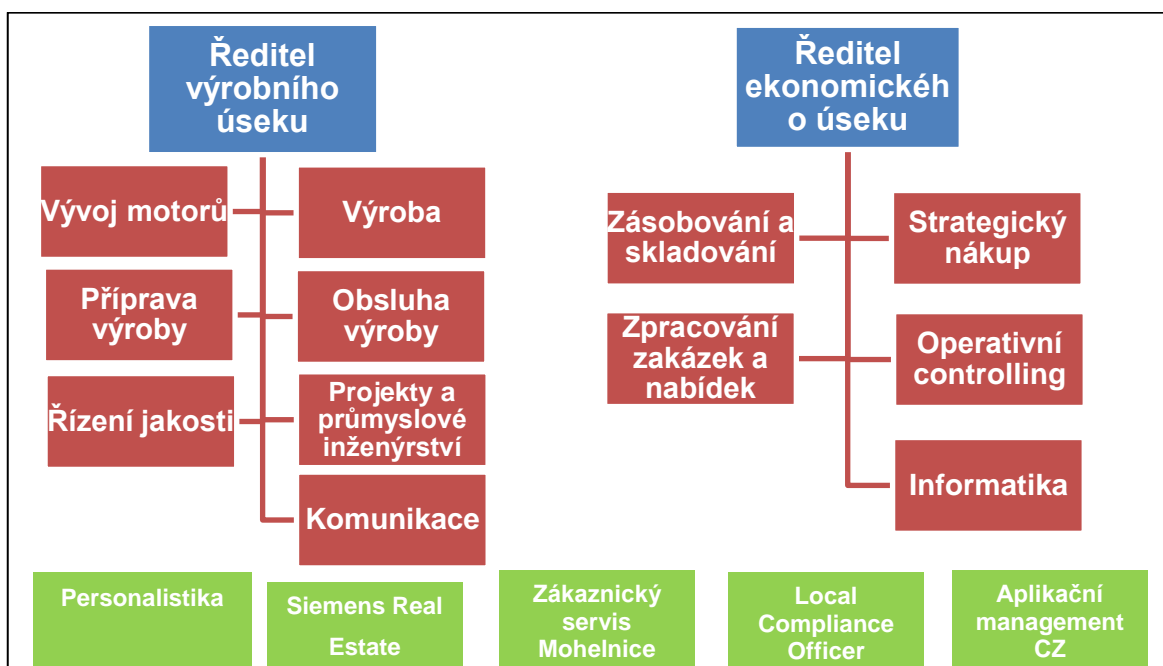 Ředitel
výrobního
úseku
Ředitel
ekonomickéh
o úseku
Vývoj motorů
Výroba
Příprava
výroby
Obsluha
výroby
Řízení jakosti
Projekty a
průmyslové
inženýrství
Komunikace
Zásobování a
skladování
Strategický
nákup
Zpracování
zakázek a
nabídek
Operativní
controlling
Informatika
Personalistika
Siemens Real
Estate
Zákaznický
servis
Mohelnice
Local
Compliance
Officer
Aplikační
management
CZ